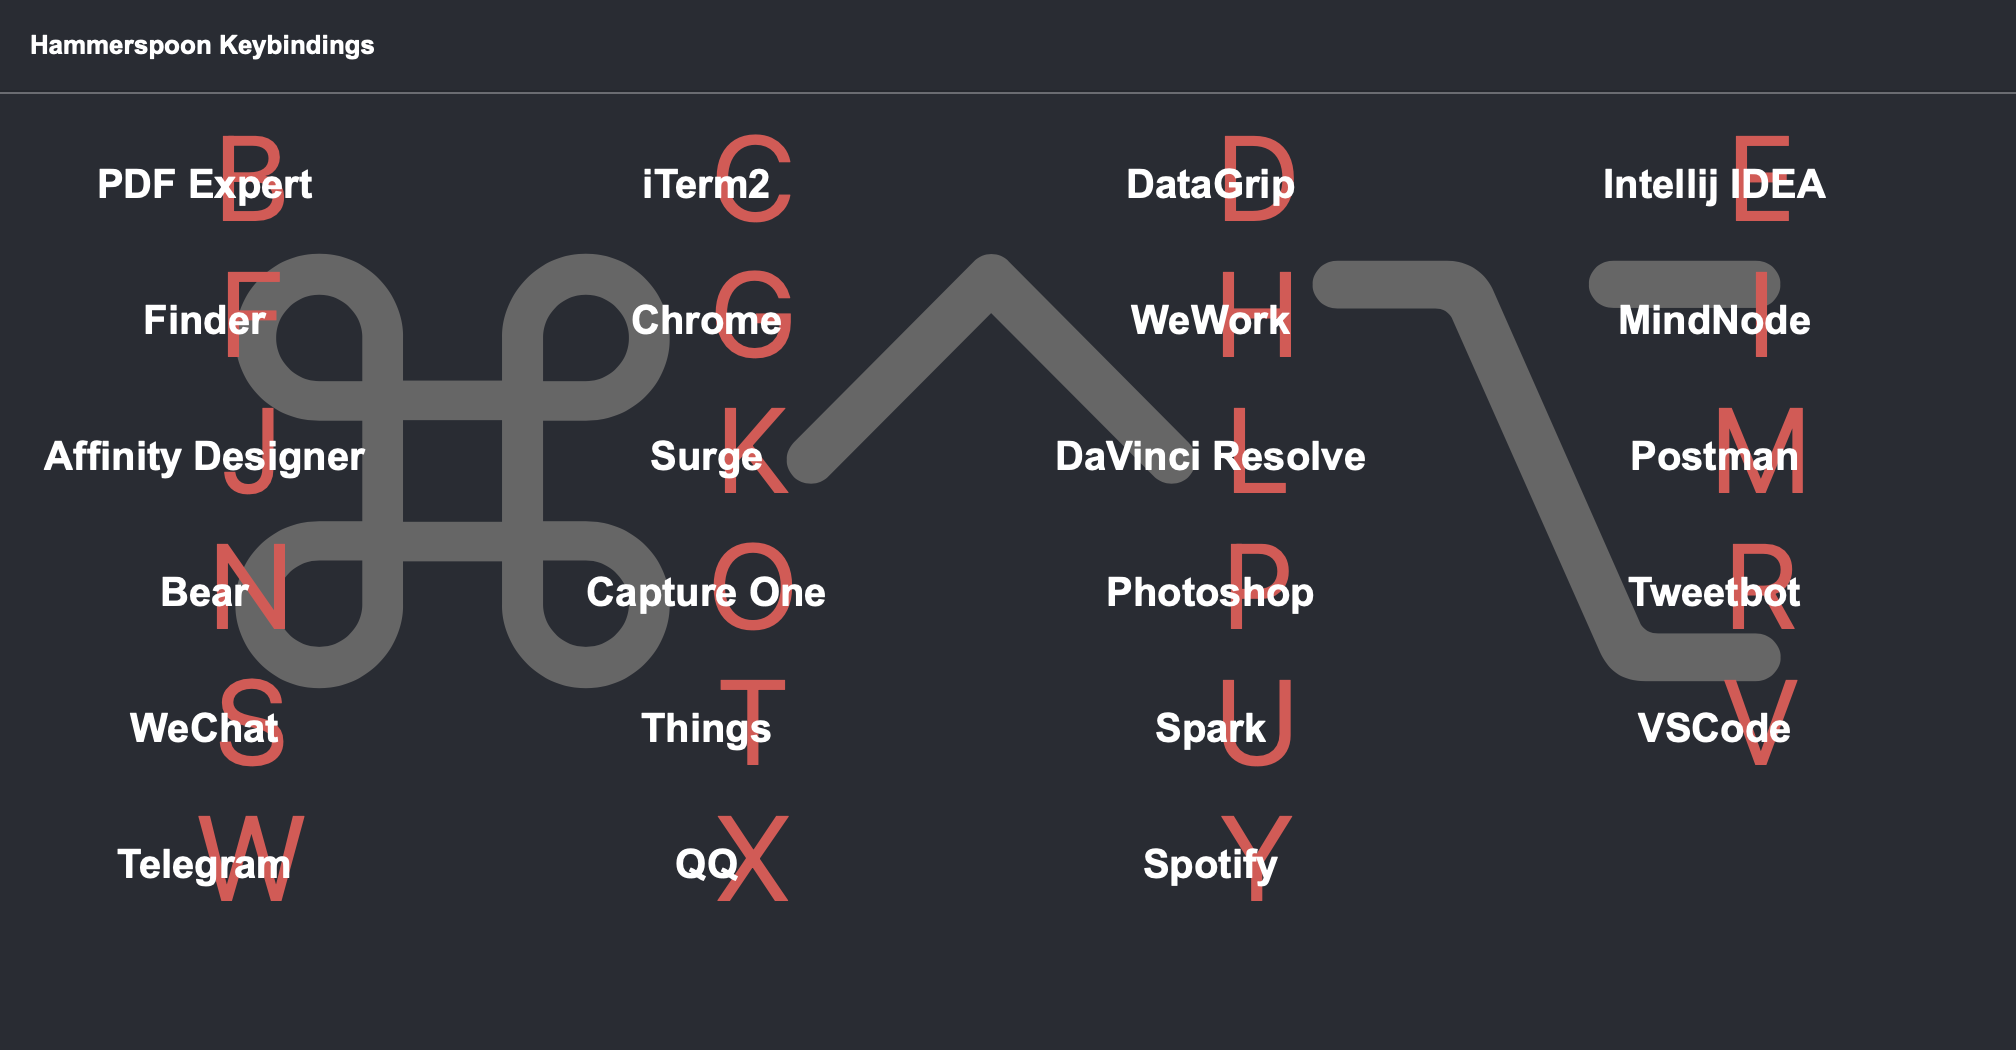 Hammerspoon Keybindings
B PDF Expert
C iTerm2
D DataGrip
E Intellij IDEA
F Finder
G Chrome
H WeWork
I MindNode
J Affinity Designer
K Surge
L DaVinci Resolve
M Postman
N Bear
O Capture One
P Photoshop
R Tweetbot
S WeChat
T Things
U Spark
V VSCode
W Telegram
X QQ
Y Spotify
⌘⌃⌥